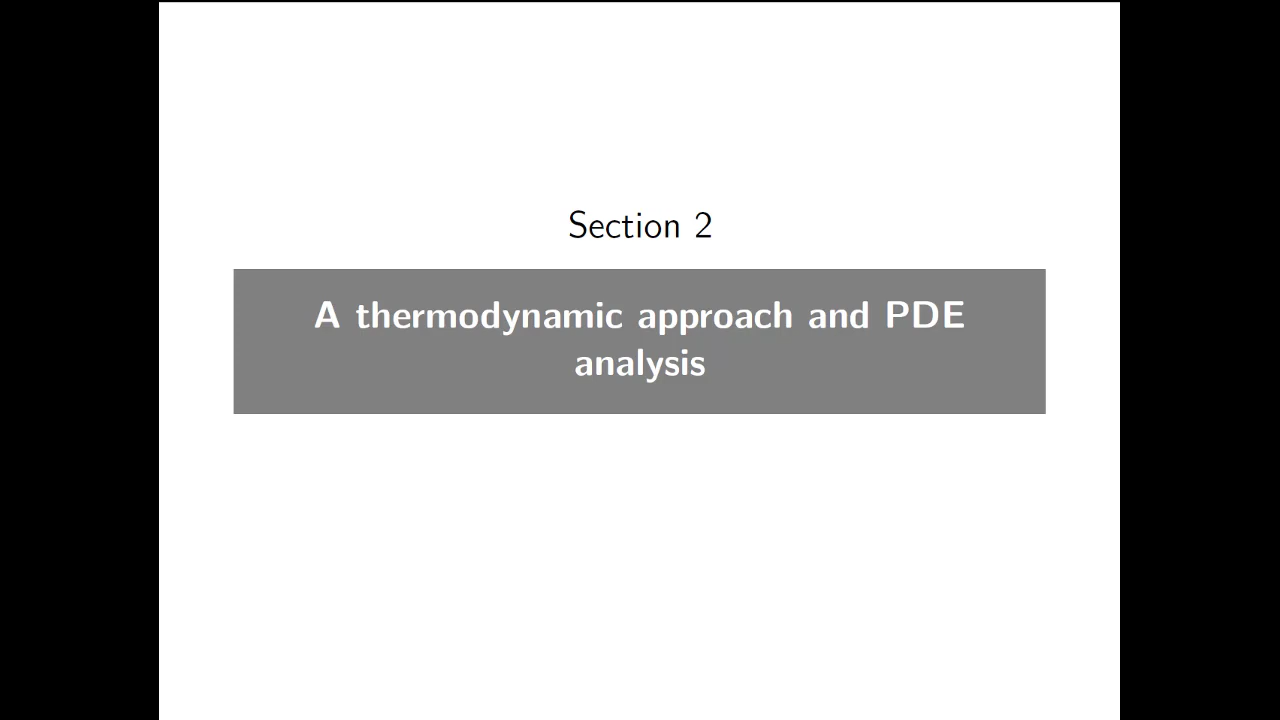 Section 2
A thermodynamic approach and PDE
analysis